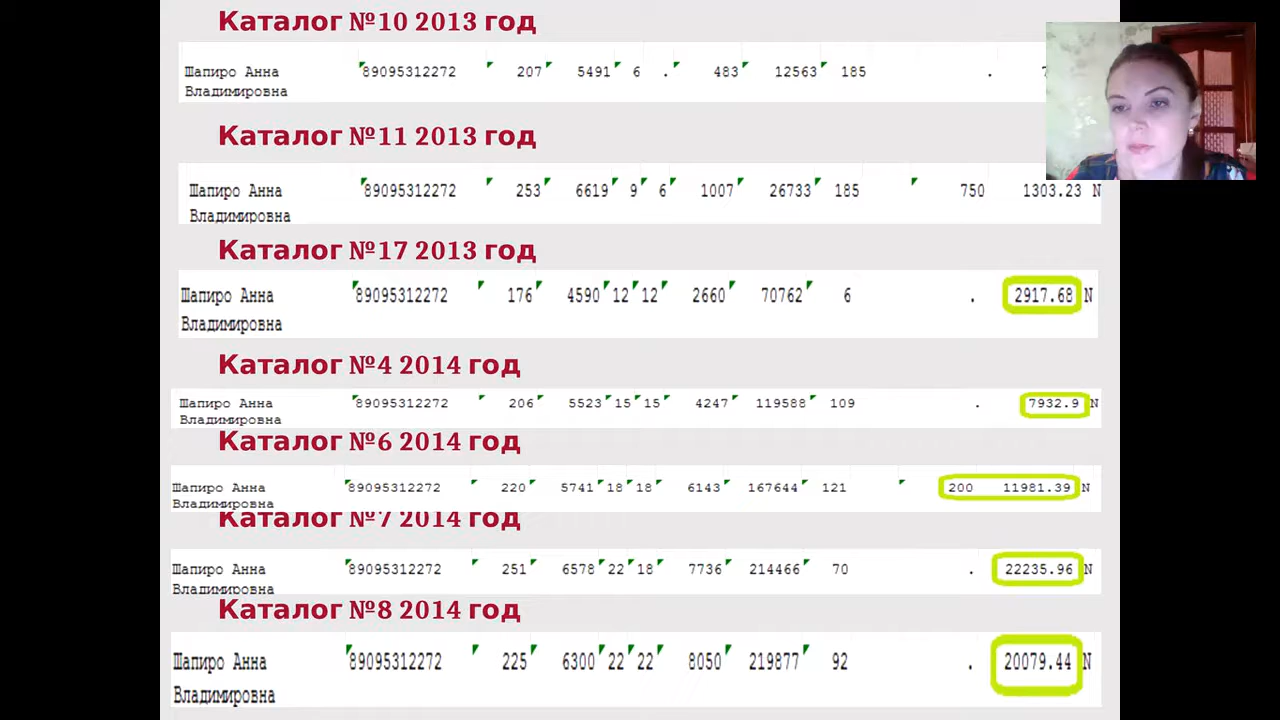 Каталог №10 2013 год
Шапиро Анна 89095312272 207 5491 6 . 483 12563 185 .
Владимировна
Каталог №11 2013 год
Шапиро Анна 89095312272 253 6619 9 6 1007 26733 185 750 1303.23 N
Владимировна
Каталог №17 2013 год
Шапиро Анна 89095312272 176 4590 12 12 2660 70762 6 . 2917.68 N
Владимировна
Каталог №4 2014 год
Шапиро Анна 89095312272 206 5523 15 15 4247 119588 109 . 7932.9 N
Владимировна
Каталог №6 2014 год
Шапиро Анна 89095312272 220 5741 18 18 6143 167644 121 200 11981.39 N
Владимировна
Каталог №7 2014 год
Шапиро Анна 89095312272 251 6578 22 18 7736 214466 70 . 22235.96 N
Владимировна
Каталог №8 2014 год
Шапиро Анна 89095312272 225 6300 22 22 8050 219877 92 . 20079.44 N
Владимировна